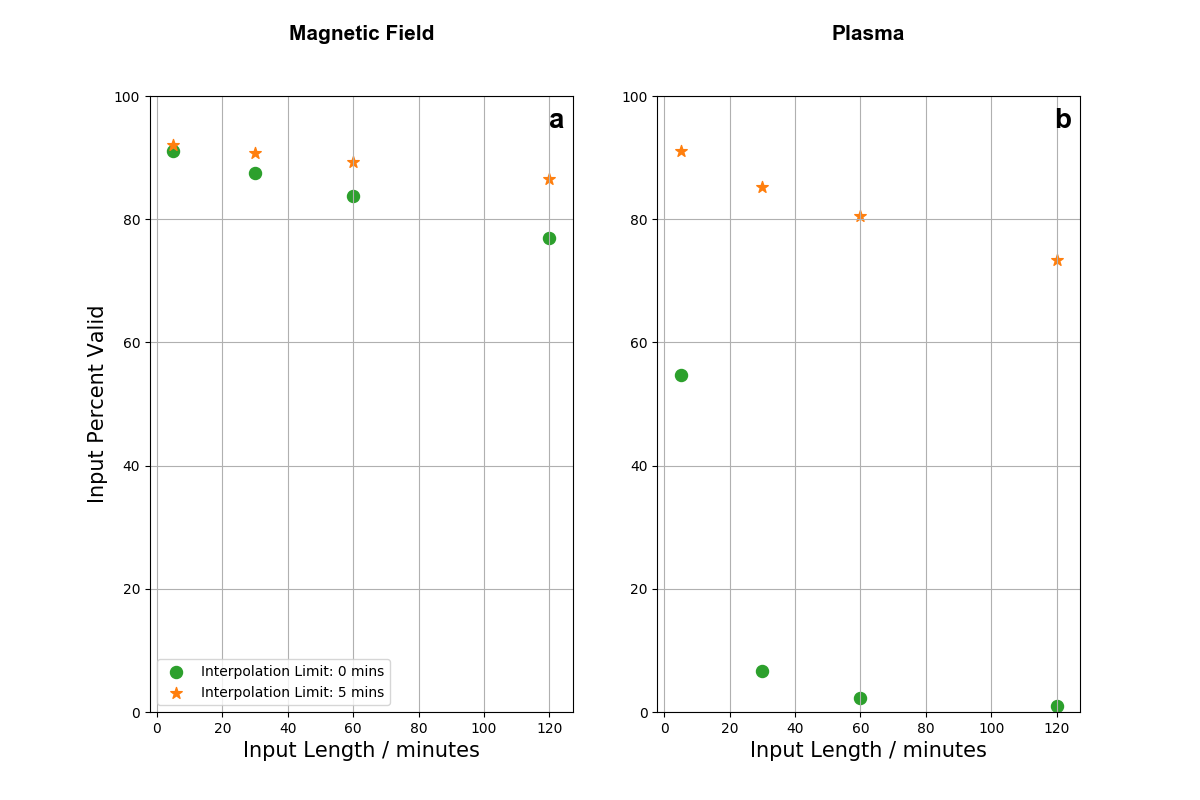 Magnetic Field
Plasma
Input Percent Valid
100
80
60
40
20
0
a
Interpolation Limit: 0 mins
Interpolation Limit: 5 mins
0 20 40 60 80 100 120
Input Length / minutes
100
80
60
40
20
0
b
0 20 40 60 80 100 120
Input Length / minutes